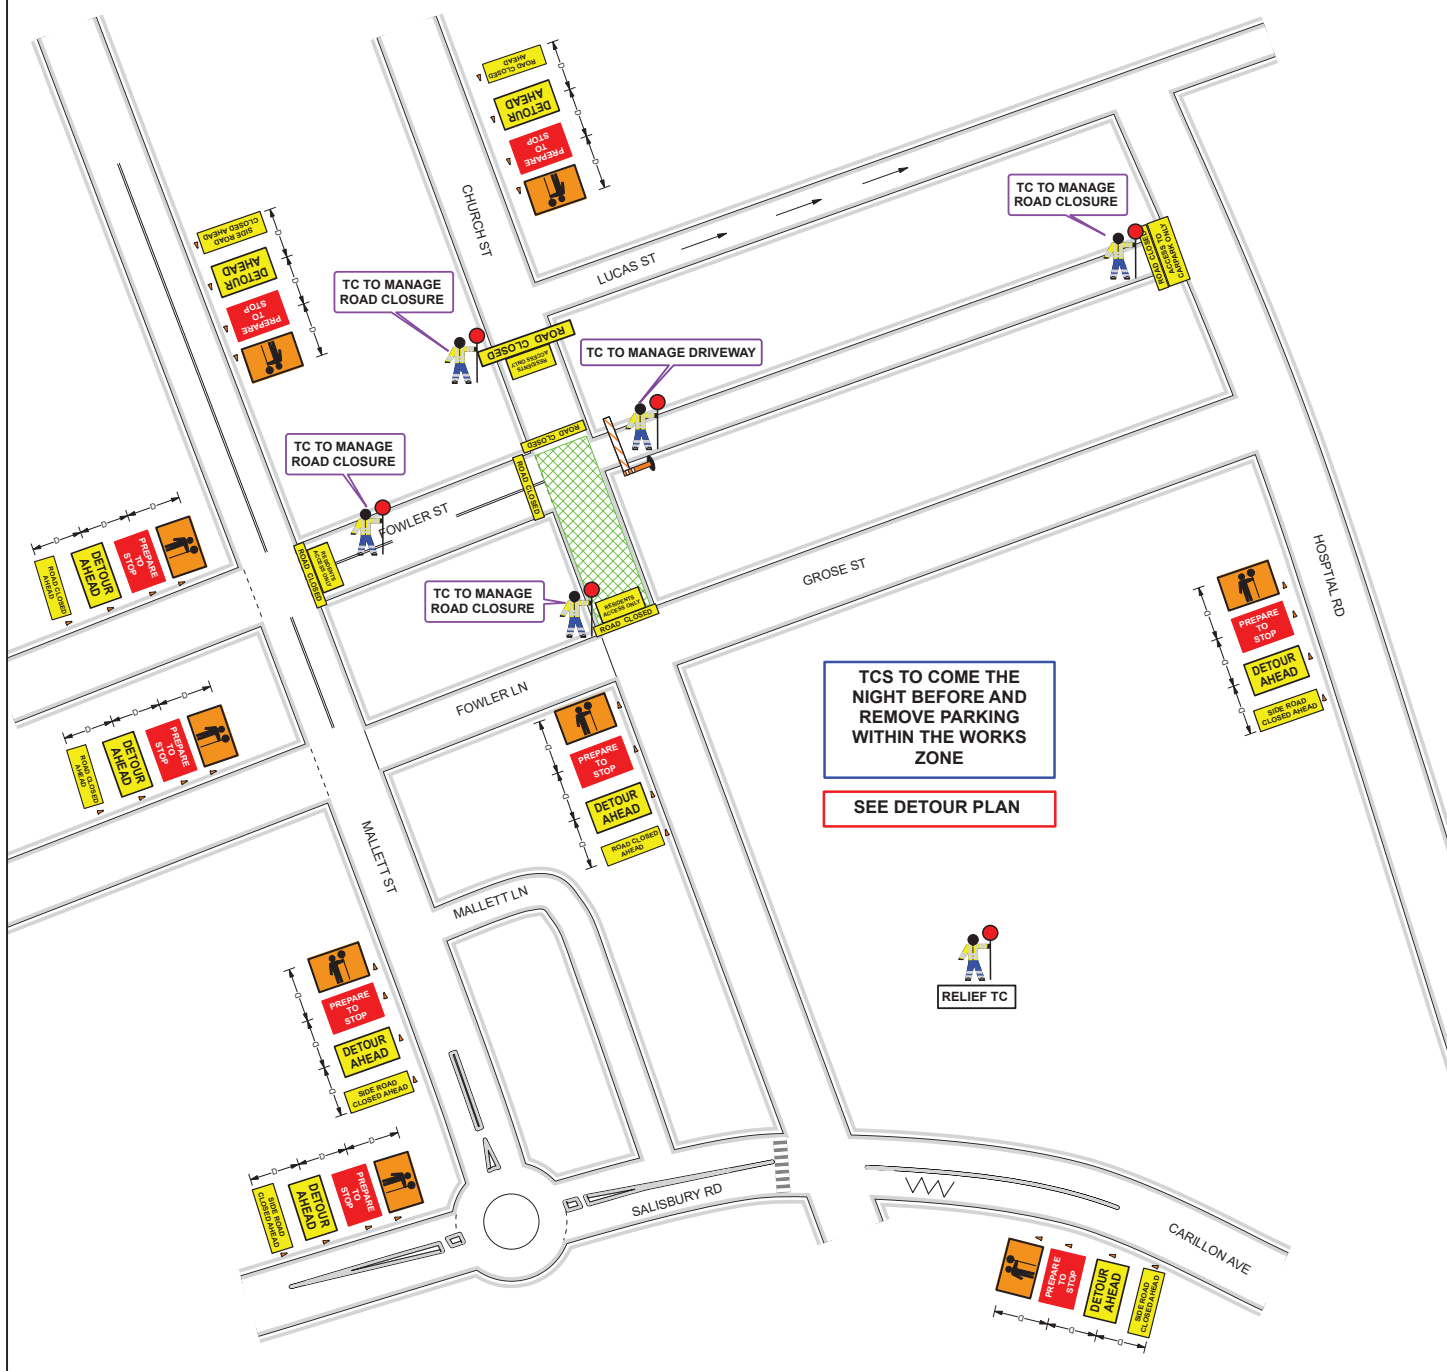 ROAD CLOSED
AHEAD
DETOUR
AHEAD
PREPARE
TO
STOP
D
D
D
CHURCH ST
SIDE ROAD
CLOSED AHEAD
DETOUR
AHEAD
PREPARE
TO
STOP
D
D
D
TC TO MANAGE
ROAD CLOSURE
ROAD CLOSED
ACCESS TO
CARPARK ONLY
LUCAS ST
TC TO MANAGE
ROAD CLOSURE
ROAD CLOSED
RESIDENTS
ACCESS ONLY
TC TO MANAGE DRIVEWAY
TC TO MANAGE
ROAD CLOSURE
ROAD CLOSED
ROAD CLOSED
FOWLER ST
ROAD CLOSED
RESIDENTS
ACCESS ONLY
D
D
D
ROAD CLOSED
AHEAD
DETOUR
AHEAD
PREPARE
TO
STOP
TC TO MANAGE
ROAD CLOSURE
RESIDENTS
ACCESS ONLY
ROAD CLOSED
GROSE ST
HOSPTIAL RD
PREPARE
TO
STOP
DETOUR
AHEAD
SIDE ROAD
CLOSED AHEAD
D
D
D
D
D
D
ROAD CLOSED
AHEAD
DETOUR
AHEAD
PREPARE
TO
STOP
FOWLER LN
PREPARE
TO
STOP
DETOUR
AHEAD
ROAD CLOSED
AHEAD
D
D
D
TCS TO COME THE
NIGHT BEFORE AND
REMOVE PARKING
WITHIN THE WORKS
ZONE
SEE DETOUR PLAN
MALLETT ST
MALLETT LN
RELIEF TC
PREPARE
TO
STOP
DETOUR
AHEAD
SIDE ROAD
CLOSED AHEAD
D
D
D
D
D
D
SIDE ROAD
CLOSED AHEAD
DETOUR
AHEAD
PREPARE
TO
STOP
SALISBURY RD
CARILLON AVE
PREPARE
TO
STOP
DETOUR
AHEAD
SIDE ROAD
CLOSED AHEAD
D
D
D